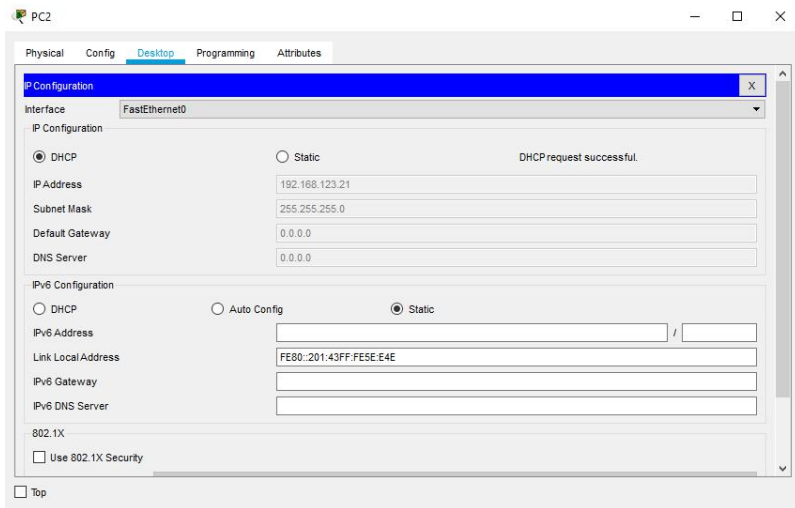 PC2
Physical Config Desktop Programming Attributes
IP Configuration X
Interface FastEthernet0
IP Configuration
DHCP Static DHCP request successful.
IP Address 192.168.123.21
Subnet Mask 255.255.255.0
Default Gateway 0.0.0.0
DNS Server 0.0.0.0
IPv6 Configuration
DHCP Auto Config Static
IPv6 Address /
Link Local Address FE80::201:43FF:FE5E:E4E
IPv6 Gateway
IPv6 DNS Server
802.1X
Use 802.1X Security
Top